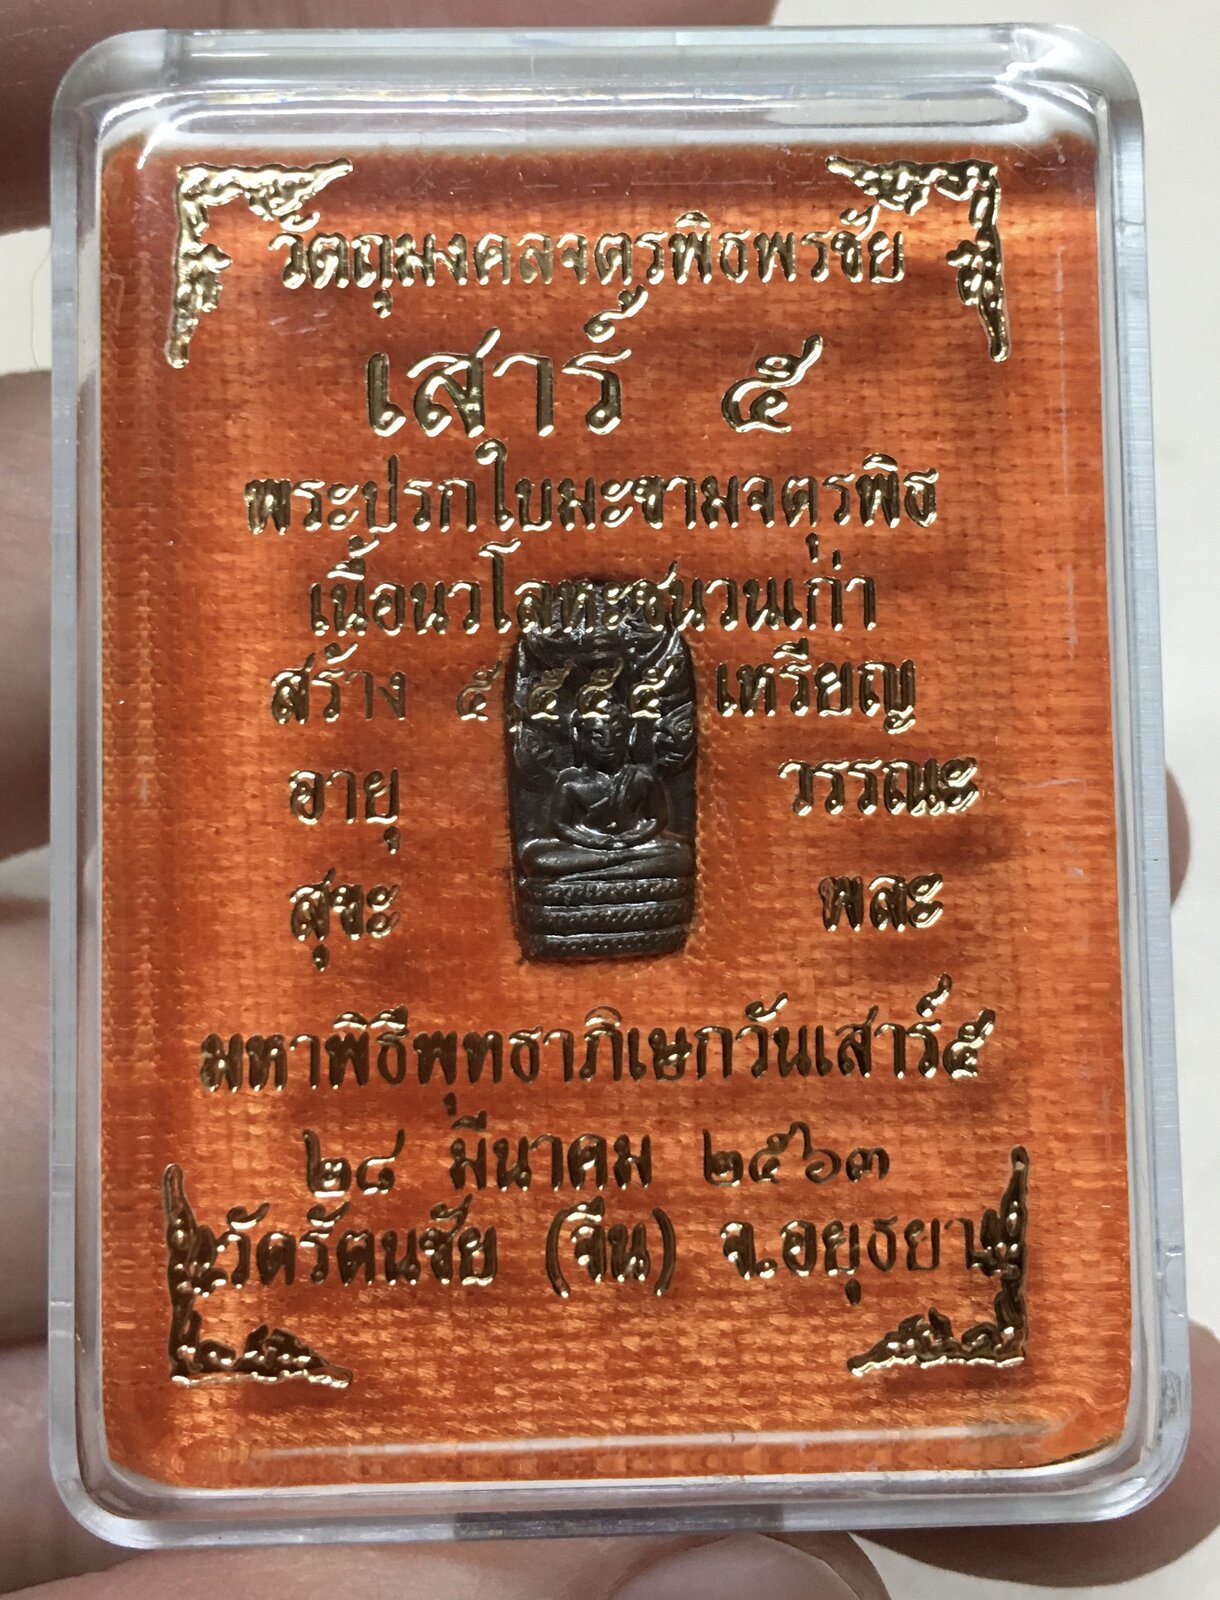 วัตถุมงคลจตุรพิธพรชัย
เสาร์ ๕
พระปรกใบมะขามจตุรพิธ
เนื้อนวโลหะชนวนเก่า
สร้าง ๕,๕๕๕ เหรียญ
อายุ วรรณะ
สุขะ พละ
มหาพิธีพุทธาภิเษกวันเสาร์๕
๒๘ มีนาคม ๒๕๖๓
วัดรัตนชัย (จีน) จ.อยุธยา